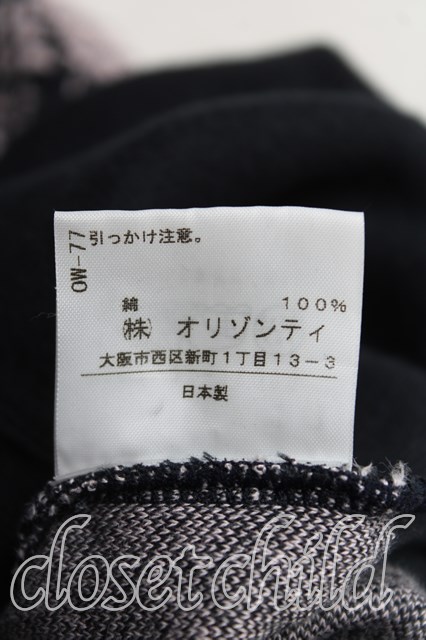 OW-77
引っかけ注意。
綿 100%
㈱ オリゾンティ
大阪市西区新町1丁目13-3
日本製
closet child